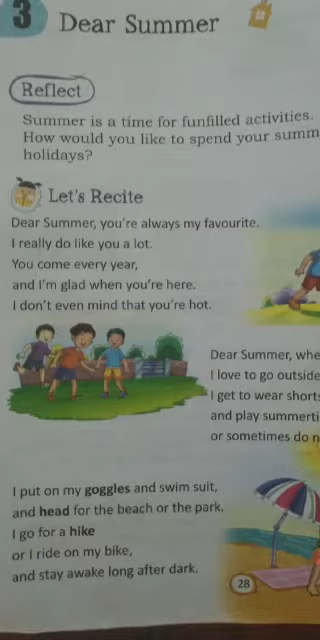 3
Dear Summer
Reflect
Summer is a time for funfilled activities.
How would you like to spend your
holidays?
Let's Recite
Dear Summer, you're always my favourite.
I really do like you a lot.
You come every year,
and I'm glad when you're here.
I don't even mind that you're hot.
Dear Summer,
I love to go outside
I get to wear
and play
or sometimes do
I put on my goggles and swim suit,
and head for the beach or the park.
I go for a hike
or I ride on my bike,
and stay awake long after dark.
28